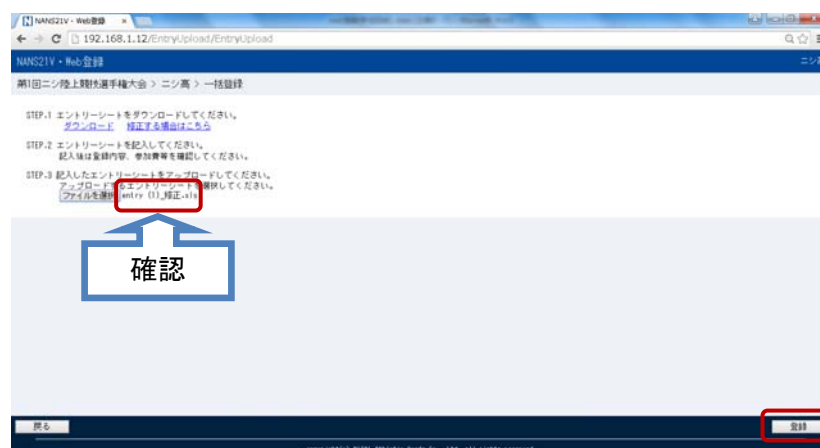 NANS21V - Web登録
192.168.1.12/EntryUpload/EntryUpload
NANS21V・Web登録
第1回ニシ陸上競技選手権大会 > ニシ高 > 一括登録
STEP.1 エントリーシートをダウンロードしてください。
ダウンロード 修正する場合はこちら
STEP.2 エントリーシートを記入してください。
記入後は登録内容、参加費等を確認してください。
STEP.3 記入したエントリーシートをアップロードしてください。
アップロードするエントリーシートを選択してください。
ファイルを選択 entry (1)_修正.xls
確認
戻る
登録